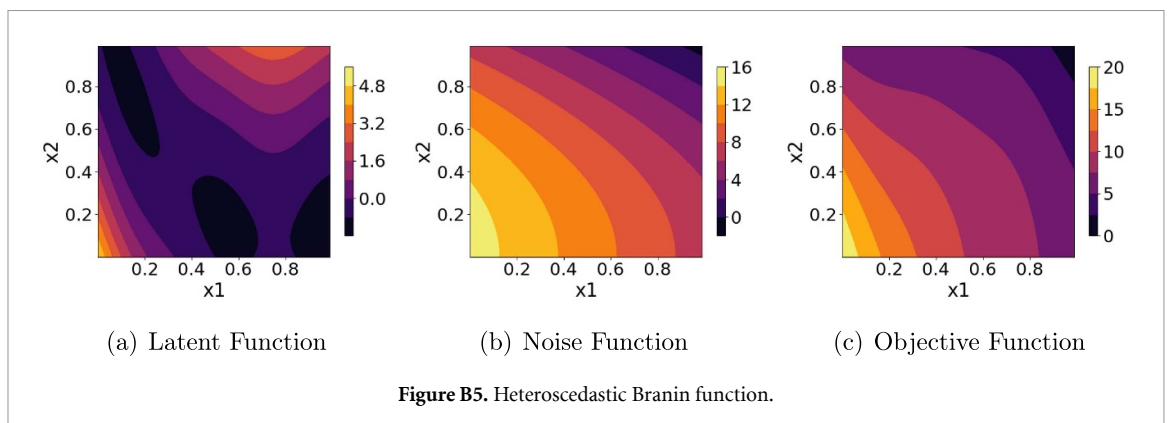 x2
0.8
0.6
0.4
0.2
0.2 0.4 0.6 0.8
x1
4.8
3.2
1.6
0.0
(a) Latent Function
x2
0.8
0.6
0.4
0.2
0.2 0.4 0.6 0.8
x1
16
12
8
4
0
(b) Noise Function
x2
0.8
0.6
0.4
0.2
0.2 0.4 0.6 0.8
x1
20
15
10
5
0
(c) Objective Function
Figure B5. Heteroscedastic Branin function.